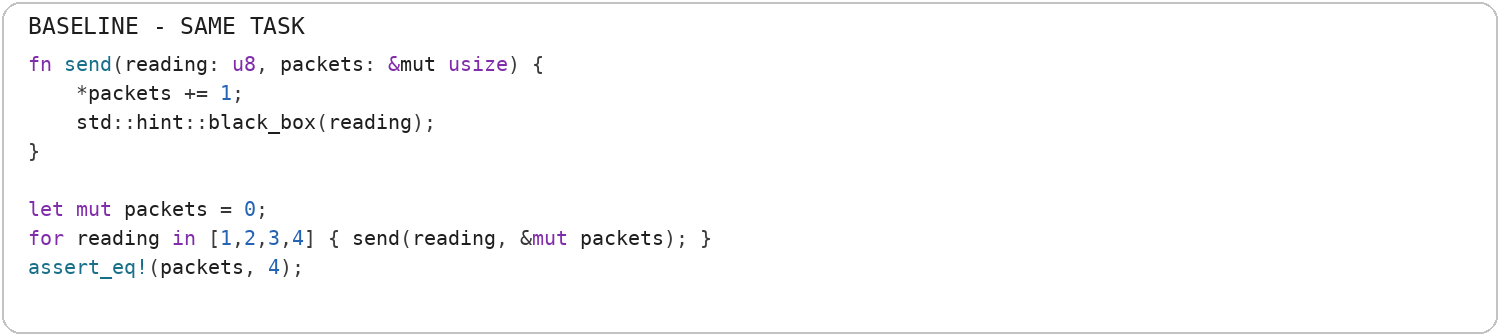 BASELINE - SAME TASK
fn send(reading: u8, packets: &mut usize) {
    *packets += 1;
    std::hint::black_box(reading);
}
let mut packets = 0;
for reading in [1,2,3,4] { send(reading, &mut packets); }
assert_eq!(packets, 4);